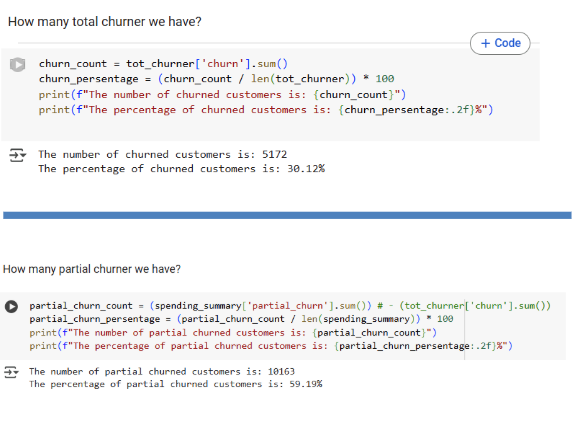 How many total churner we have?
+ Code
churn_count = tot_churner['churn'].sum()
churn_persentage = (churn_count / len(tot_churner)) * 100
print(f"The number of churned customers is: {churn_count}")
print(f"The percentage of churned customers is: {churn_persentage:.2f}%")
The number of churned customers is: 5172
The percentage of churned customers is: 30.12%
How many partial churner we have?
partial_churn_count = (spending_summary['partial_churn'].sum()) # - (tot_churner['churn'].sum())
partial_churn_persentage = (partial_churn_count / len(spending_summary)) * 100
print(f"The number of partial churned customers is: {partial_churn_count}")
print(f"The percentage of partial churned customers is: {partial_churn_persentage:.2f}%")
The number of partial churned customers is: 10163
The percentage of partial churned customers is: 59.19%